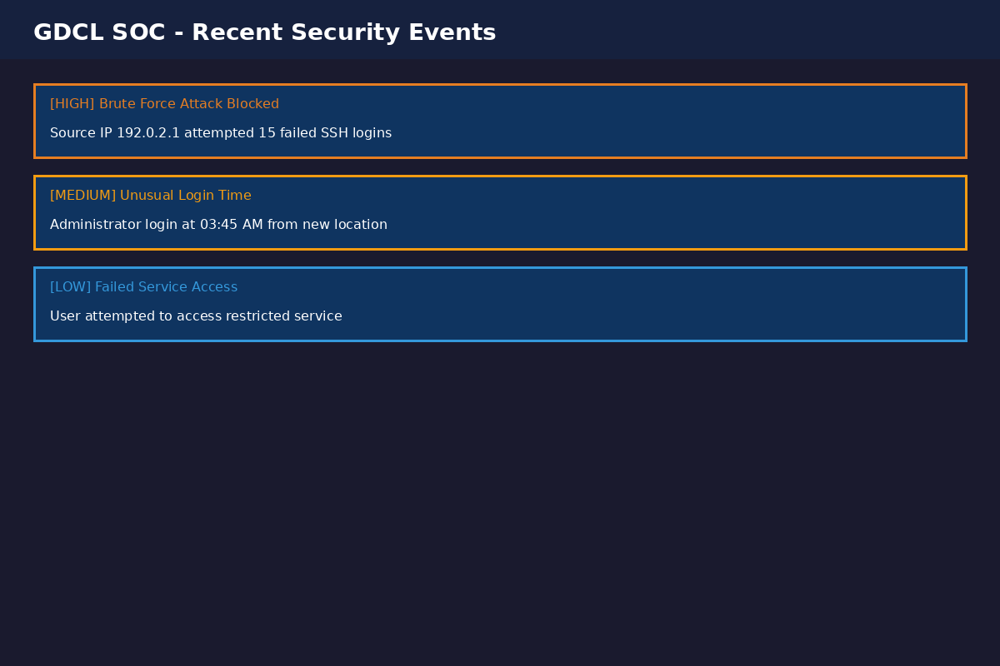 GDCL SOC - Recent Security Events
[HIGH] Brute Force Attack Blocked
Source IP 192.0.2.1 attempted 15 failed SSH logins
[MEDIUM] Unusual Login Time
Administrator login at 03:45 AM from new location
[LOW] Failed Service Access
User attempted to access restricted service